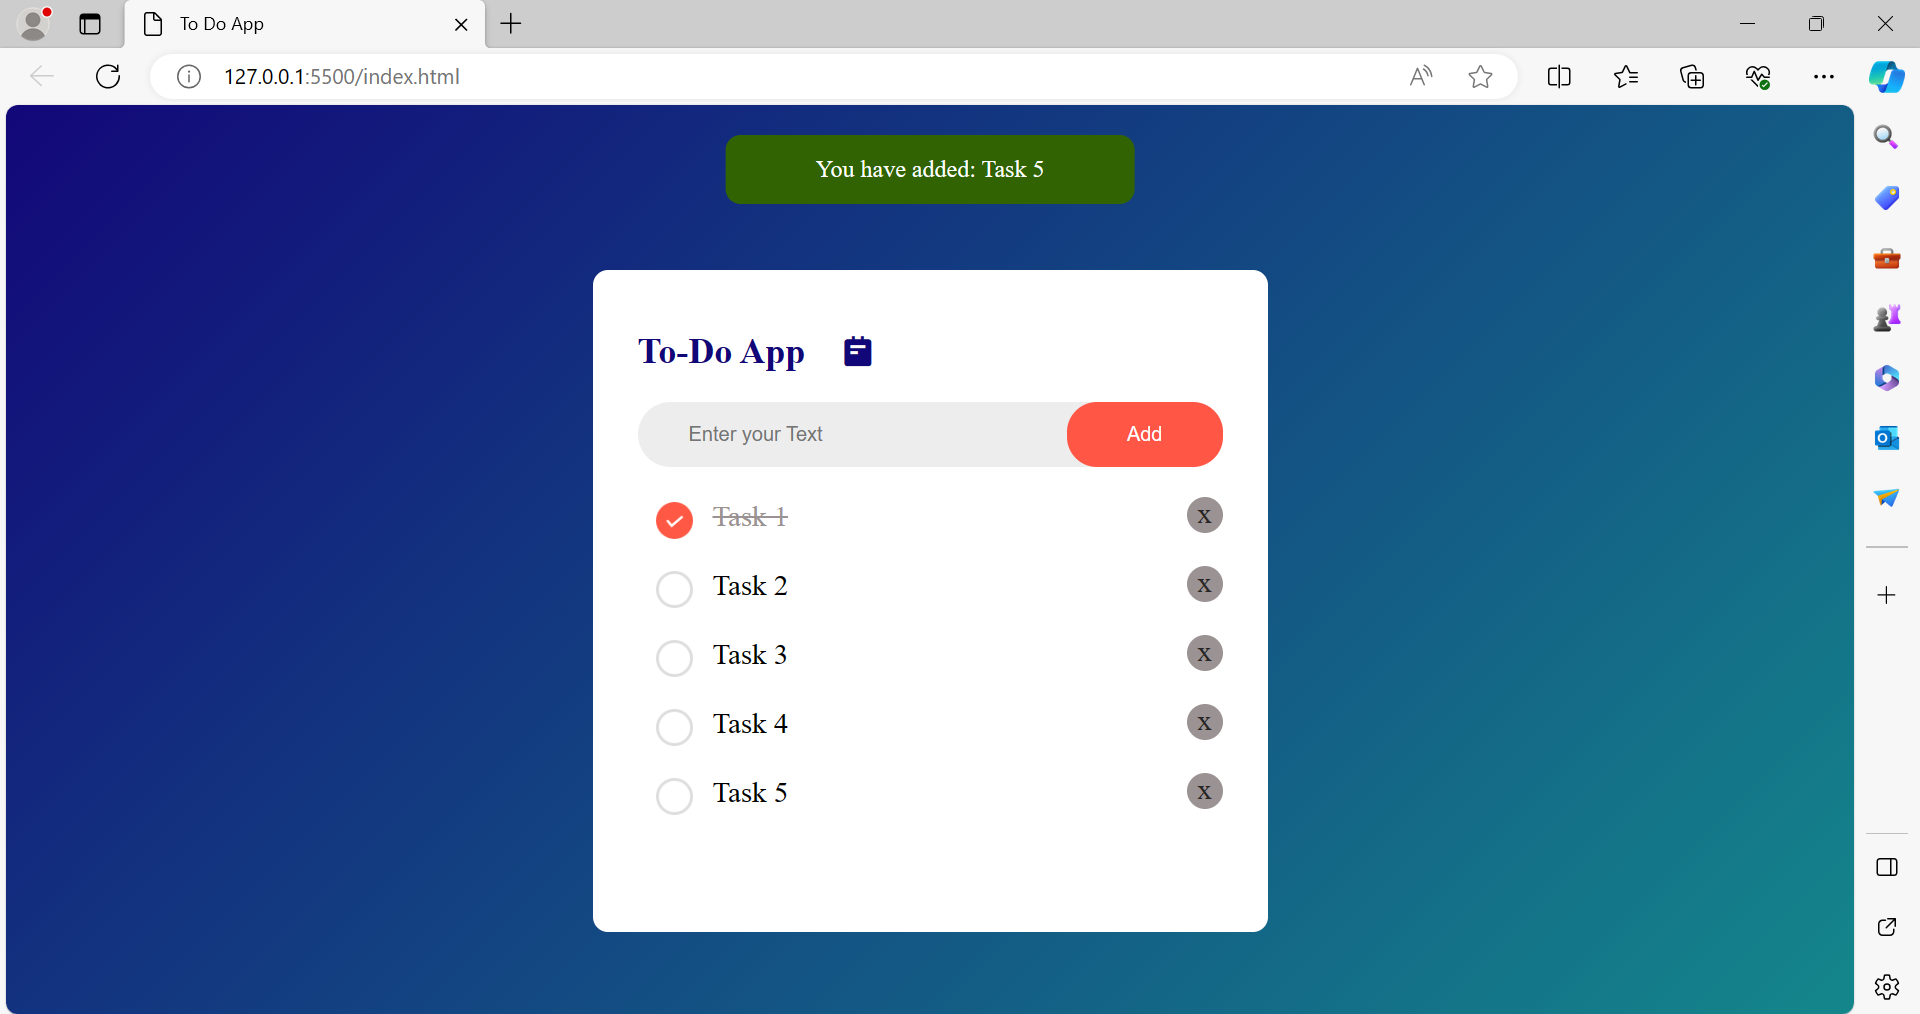 To Do App
127.0.0.1:5500/index.html
You have added: Task 5
To-Do App
Enter your Text Add
Task 1 x
Task 2 x
Task 3 x
Task 4 x
Task 5 x